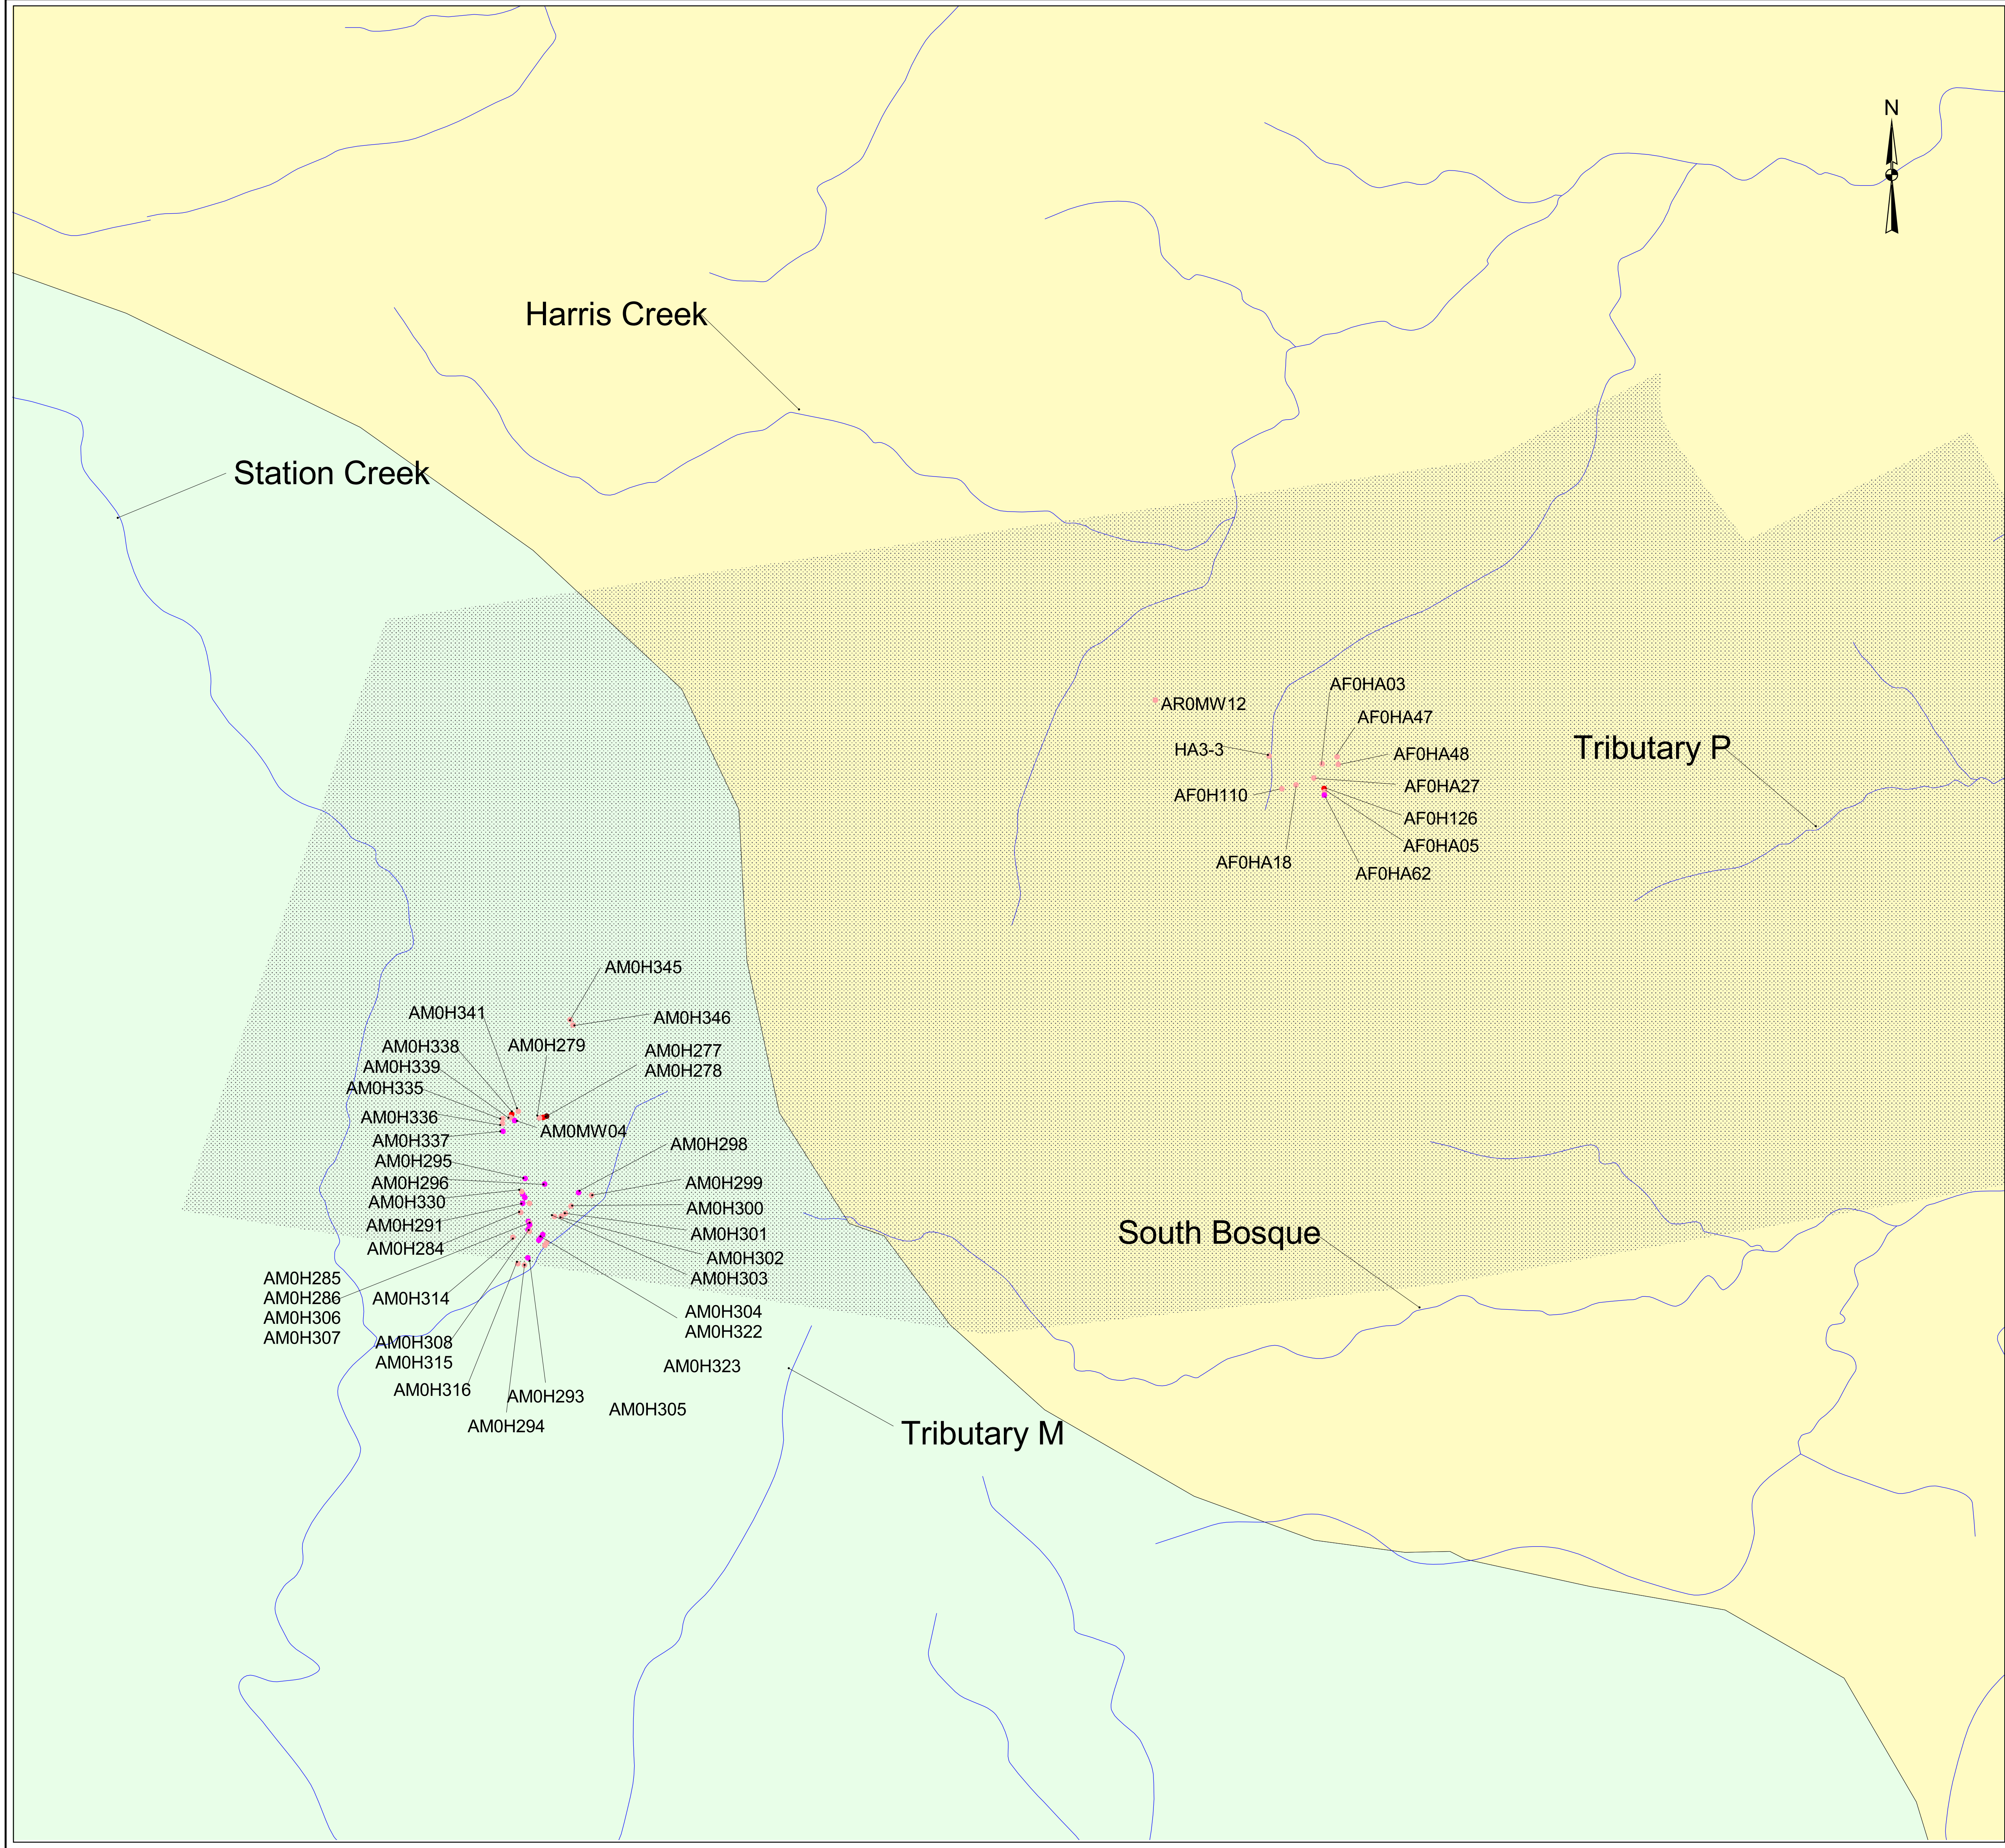 N
Harris Creek
Station Creek
AF0HA03
AR0MW12
AF0HA47
HA3-3
Tributary P
AF0HA48
AF0H110
AF0HA27
AF0H126
AF0HA05
AF0HA18
AF0HA62
AM0H345
AM0H341
AM0H346
AM0H338
AM0H279
AM0H277
AM0H278
AM0H339
AM0H335
AM0H336
AM0MW04
AM0H337
AM0H298
AM0H295
AM0H296
AM0H299
AM0H330
AM0H300
AM0H291
AM0H301
South Bosque
AM0H284
AM0H302
AM0H303
AM0H285
AM0H286
AM0H306
AM0H307
AM0H314
AM0H304
AM0H322
AM0H308
AM0H315
AM0H323
AM0H316
AM0H293
AM0H305
AM0H294
Tributary M